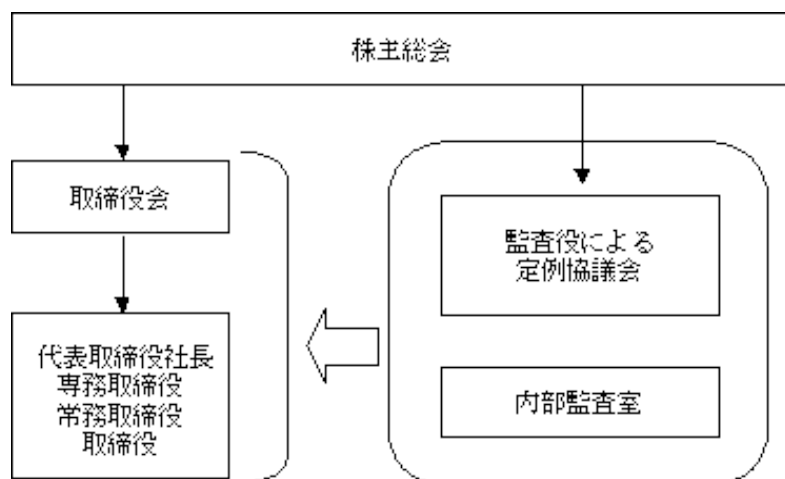 株主総会
取締役会
代表取締役社長
専務取締役
常務取締役
取締役
監査役による
定例協議会
内部監査室